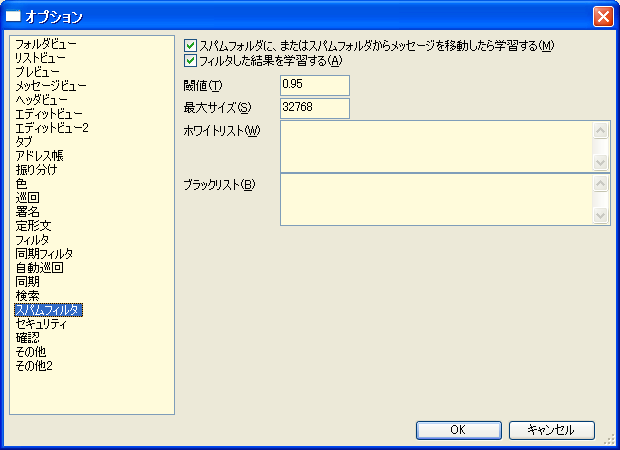 オプション
フォルダビュー
リストビュー
プレビュー
メッセージビュー
ヘッダビュー
エディットビュー
エディットビュー2
タブ
アドレス帳
振り分け
色
巡回
署名
定形文
フィルタ
同期フィルタ
自動巡回
同期
検索
スパムフィルタ
セキュリティ
確認
その他
その他2
スパムフォルダに、またはスパムフォルダからメッセージを移動したら学習する(M)
フィルタした結果を学習する(A)
閾値(T) 0.95
最大サイズ(S) 32768
ホワイトリスト(W)
ブラックリスト(B)
OK キャンセル